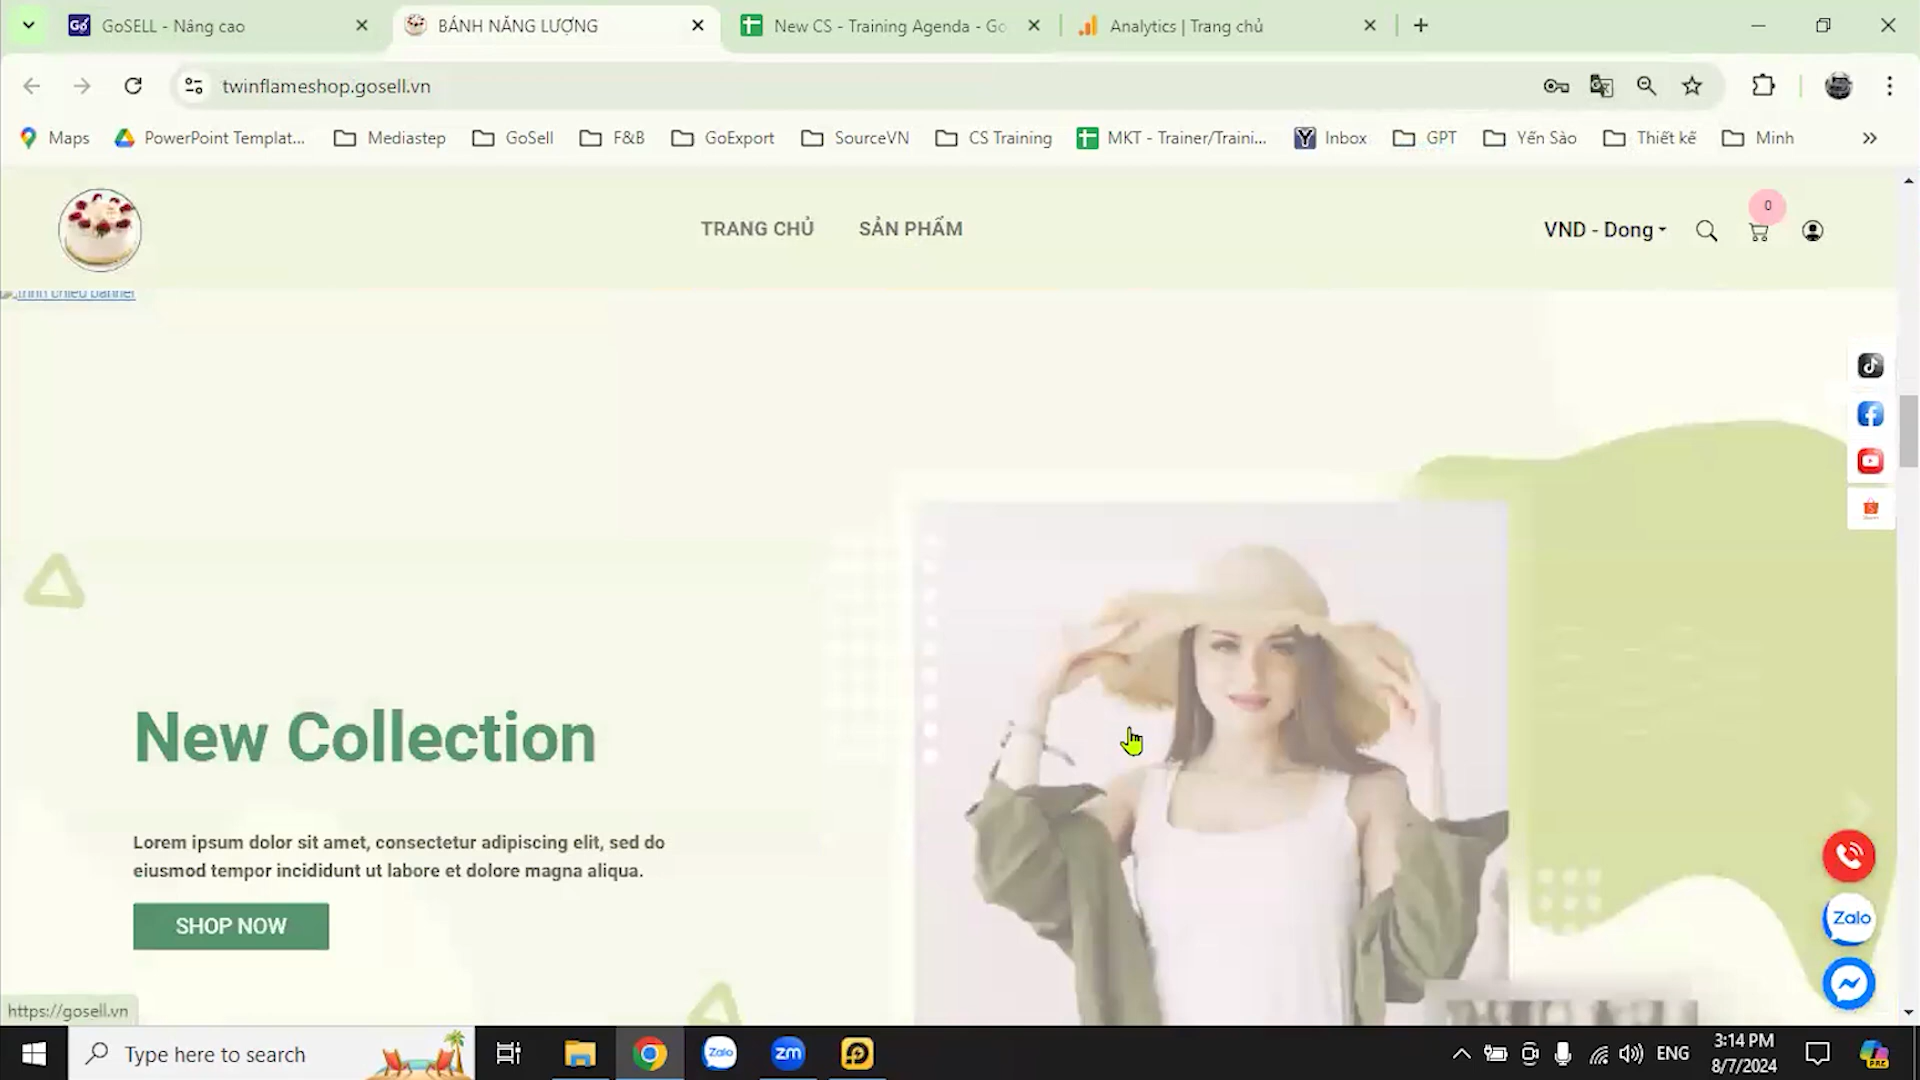 GoSELL - Nâng cao
BÁNH NĂNG LƯỢNG
New CS - Training Agenda - Go
Analytics | Trang chủ
twinflameshop.gosell.vn
Maps
PowerPoint Templat...
Mediastep
GoSell
F&B
GoExport
SourceVN
CS Training
MKT - Trainer/Traini...
Inbox
GPT
Yến Sào
Thiết kế
Minh
TRANG CHỦ
SẢN PHẨM
VND - Dong
0
New Collection
Lorem ipsum dolor sit amet, consectetur adipiscing elit, sed do
eiusmod tempor incididunt ut labore et dolore magna aliqua.
SHOP NOW
Zalo
https://gosell.vn
Type here to search
Zalo
zm
ENG
3:14 PM
8/7/2024